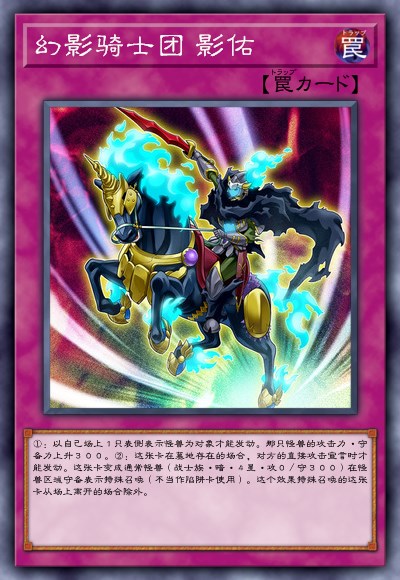 幻影骑士团 影佑
トラップ
罠
トラップ
【罠カード】
①：以自己场上１只表侧表示怪兽为对象才能发动。那只怪兽的攻击力・守
备力上升３００。②：这张卡在墓地存在的场合，对方的直接攻击宣言时才
能发动。这张卡变成通常怪兽（战士族・暗・４星・攻０／守３００）在怪
兽区域守备表示特殊召唤（不当作陷阱卡使用）。这个效果特殊召唤的这张
卡从场上离开的场合除外。